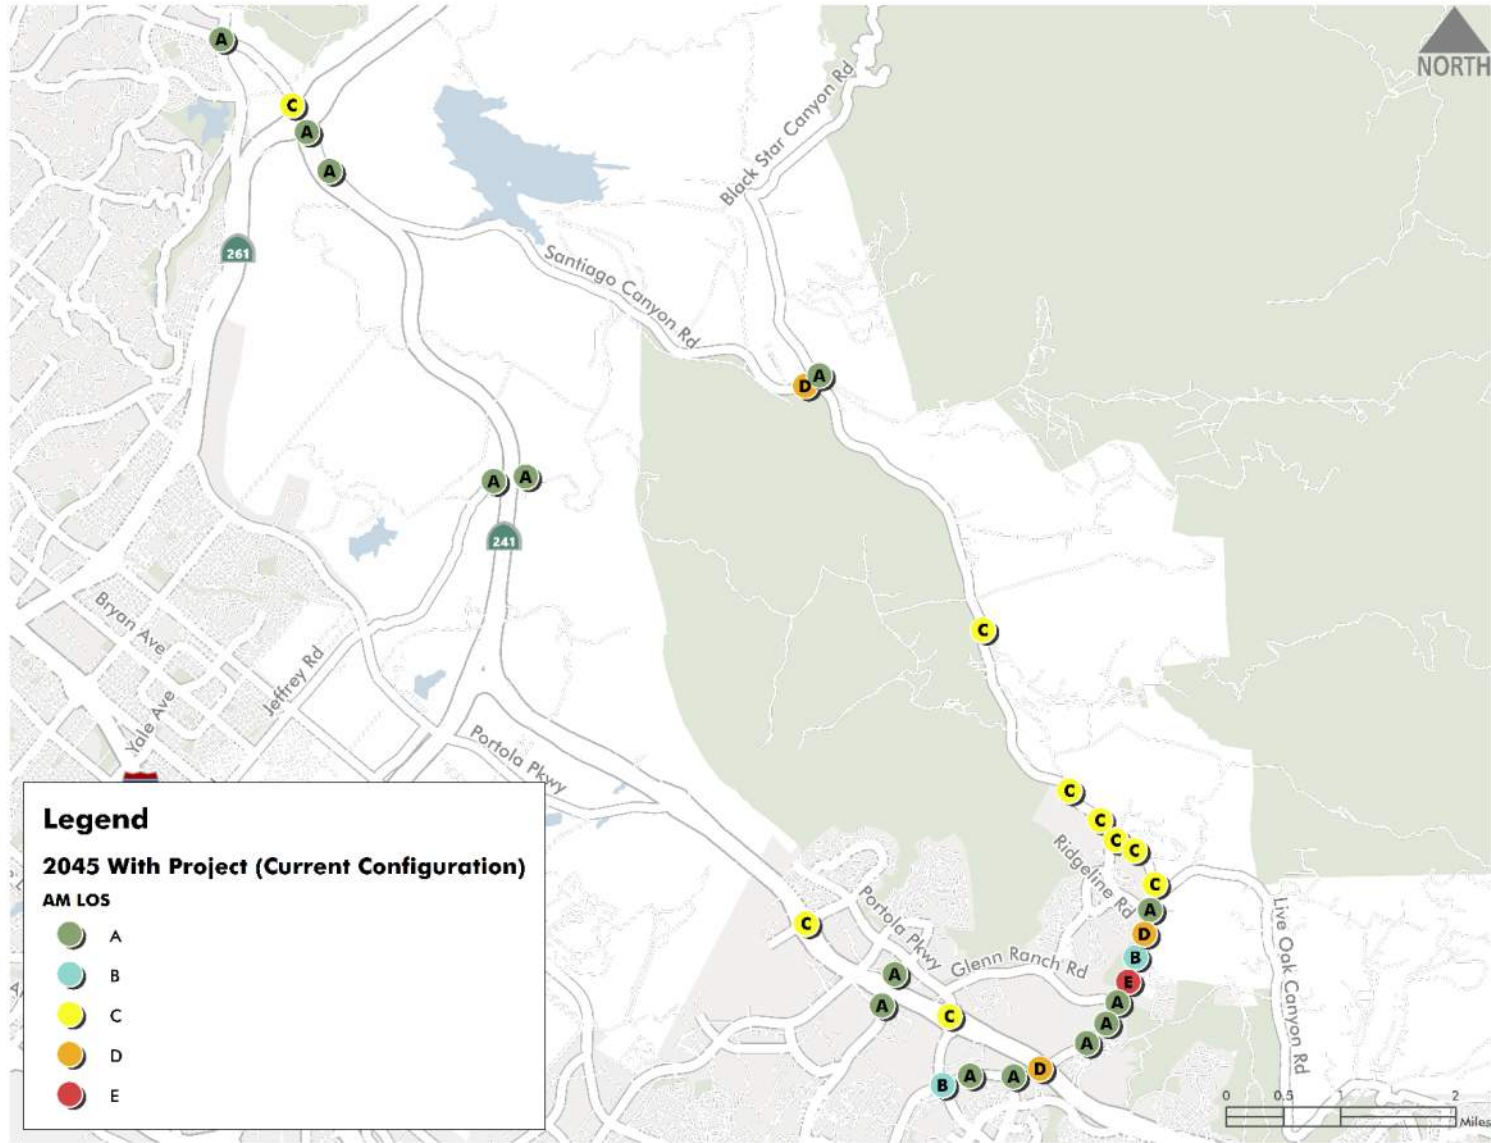 A
NORTH
C
A
A
Black Star Canyon Rd
261
Santiago Canyon Rd
A
D
A
A
241
Bryan Ave
C
Jeffrey Rd
Yale Ave
Portola Pkwy
C
C
C
C
C
Ridgeline Rd
Portola Pkwy
Live Oak Canyon Rd
A
C
D
B
Glenn Ranch Rd
A
E
A
A
C
A
A
D
A
A
B
Legend
2045 With Project (Current Configuration)
AM LOS
A
B
C
D
E
0 0.5 1 2
Miles